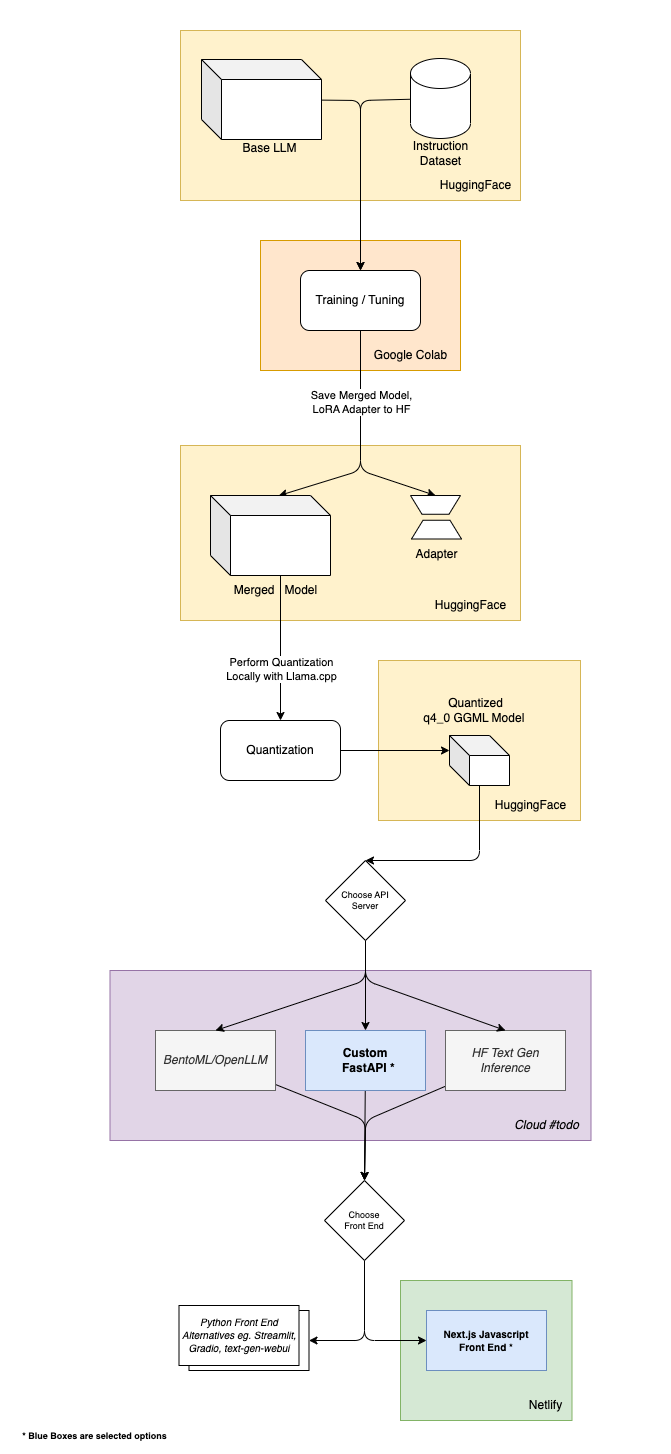 Base LLM
Instruction
Dataset
HuggingFace
Training / Tuning
Google Colab
Save Merged Model,
LoRA Adapter to HF
Adapter
Merged Model
HuggingFace
Perform Quantization
Locally with Llama.cpp
Quantized
q4_0 GGML Model
Quantization
HuggingFace
Choose API
Server
BentoML/OpenLLM
Custom
FastAPI *
HF Text Gen
Inference
Cloud #todo
Choose
Front End
Python Front End
Alternatives eg. Streamlit,
Gradio, text-gen-webui
Next.js Javascript
Front End *
Netlify
* Blue Boxes are selected options